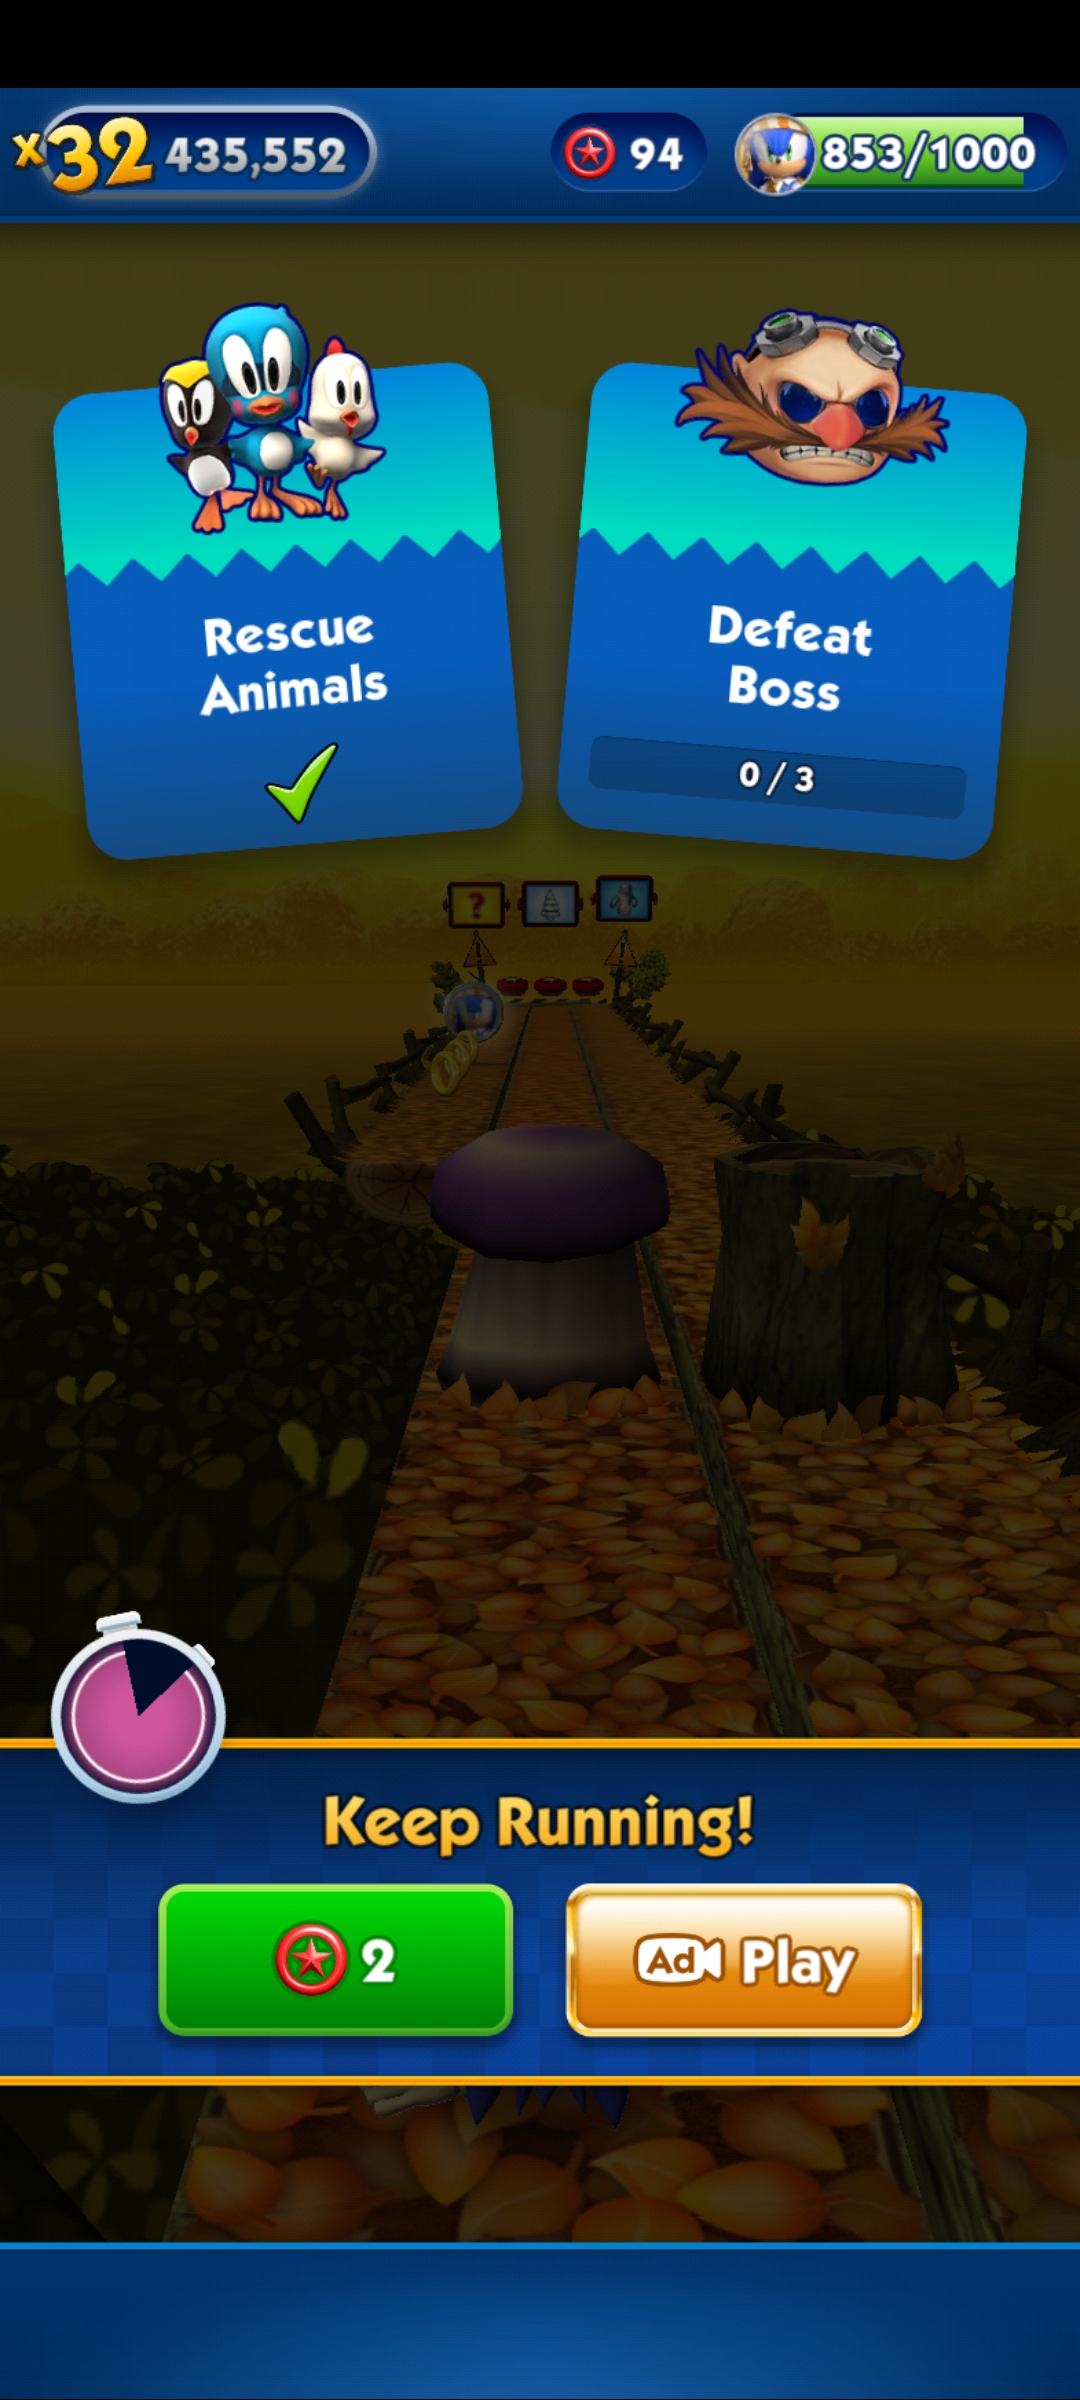 x32 435,552
94
853/1000
Rescue
Animals
Defeat
Boss
0/3
?
!
!
Keep Running!
2
Ad Play